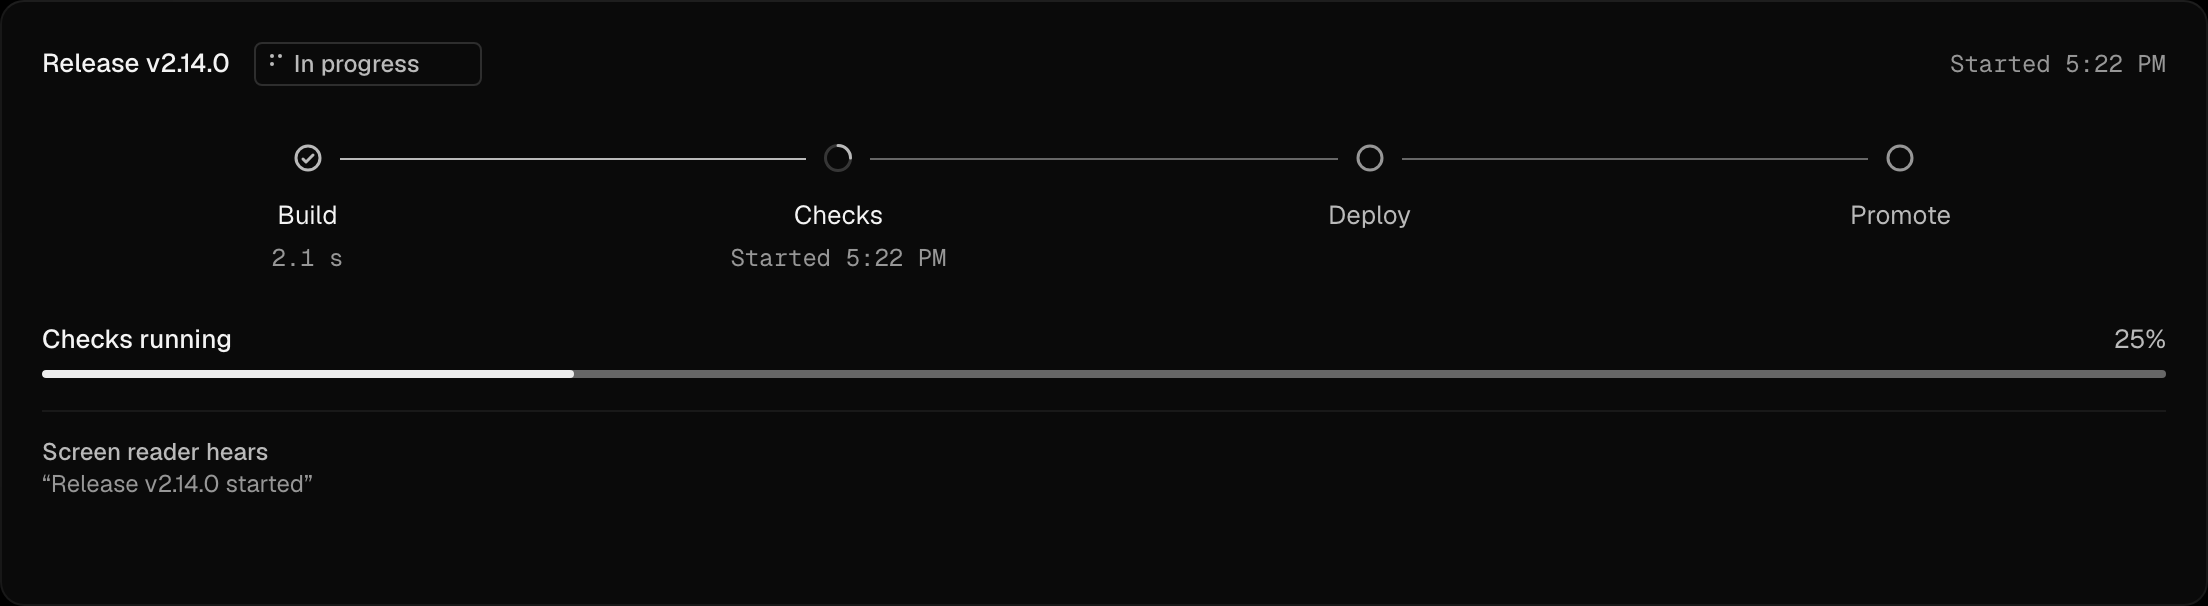 Release v2.14.0 In progress Started 5:22 PM
Build Checks Deploy Promote
2.1 s Started 5:22 PM
Checks running 25%
Screen reader hears
“Release v2.14.0 started”